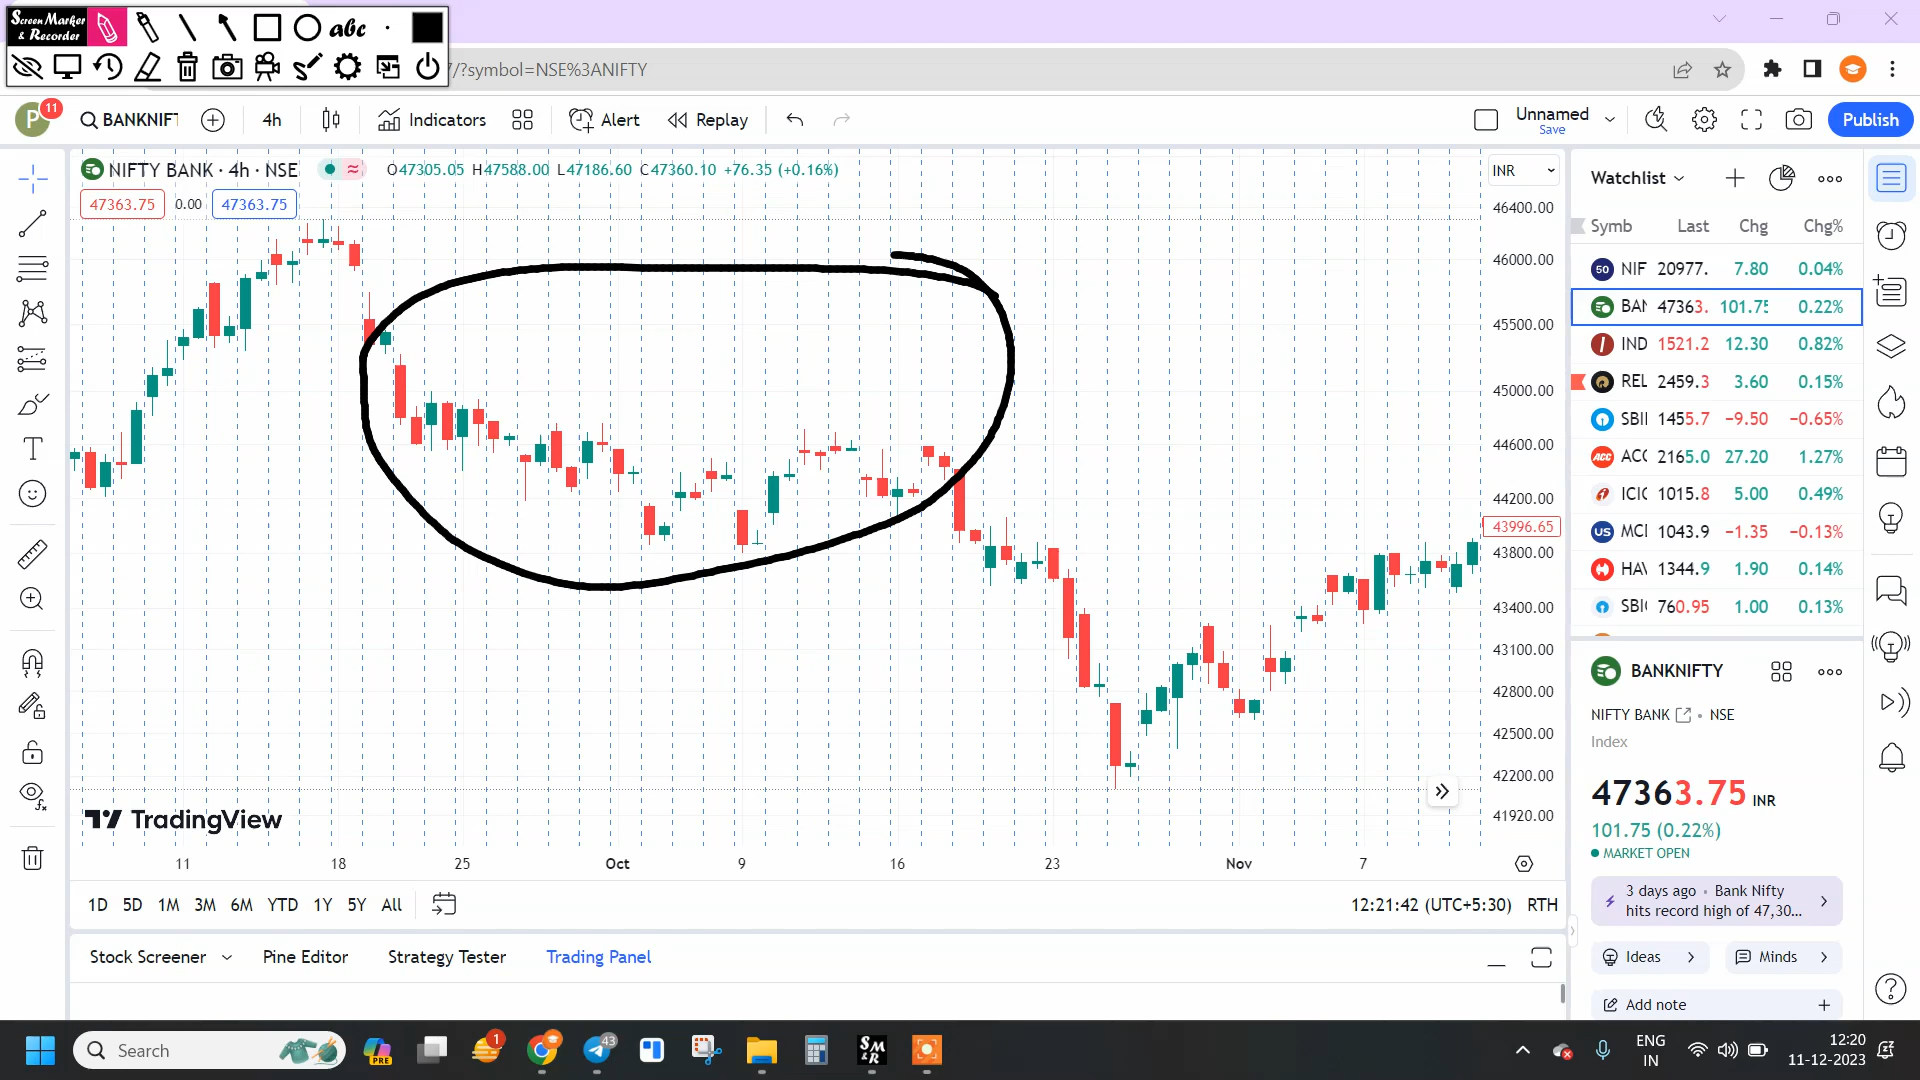 Screen Marker
& Recorder
abc
7/?symbol=NSE%3ANIFTY
P
11
BANKNIFT
4h
Indicators
Alert
Replay
Unnamed
Save
Publish
NIFTY BANK · 4h · NSE
O47305.05 H47588.00 L47186.60 C47360.10 +76.35 (+0.16%)
47363.75
0.00
47363.75
INR
46400.00
46000.00
45500.00
45000.00
44600.00
44200.00
43996.65
43800.00
43400.00
43100.00
42800.00
42500.00
42200.00
41920.00
TradingView
11
18
25
Oct
9
16
23
Nov
7
1D 5D 1M 3M 6M YTD 1Y 5Y All
12:21:42 (UTC+5:30) RTH
Stock Screener
Pine Editor
Strategy Tester
Trading Panel
Watchlist
Symb Last Chg Chg%
50 NIF 20977. 7.80 0.04%
BAN 47363. 101.75 0.22%
IND 1521.2 12.30 0.82%
REL 2459.3 3.60 0.15%
SBI 1455.7 −9.50 −0.65%
ACC ACC 2165.0 27.20 1.27%
ICIC 1015.8 5.00 0.49%
US MCI 1043.9 −1.35 −0.13%
HAV 1344.9 1.90 0.14%
SBI 760.95 1.00 0.13%
BANKNIFTY
NIFTY BANK • NSE
Index
47363.75 INR
101.75 (0.22%)
MARKET OPEN
3 days ago • Bank Nifty
hits record high of 47,30...
Ideas
Minds
Add note
Search
PRE
1
43
SM
&R
ENG
IN
12:20
11-12-2023